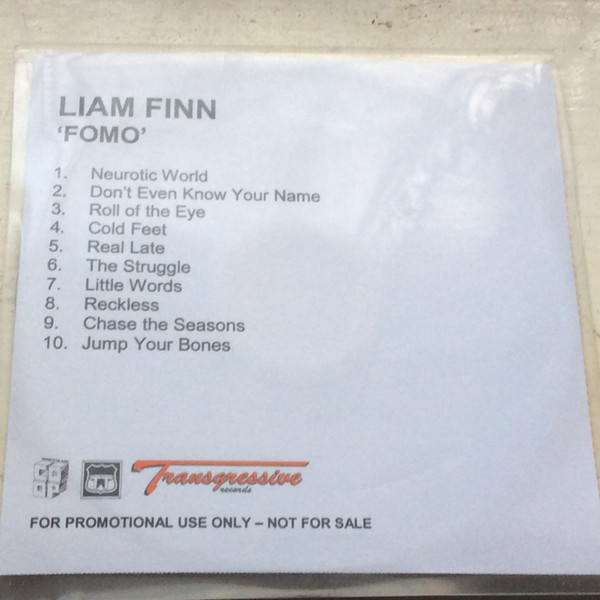 LIAM FINN
‘FOMO’
1. Neurotic World
2. Don't Even Know Your Name
3. Roll of the Eye
4. Cold Feet
5. Real Late
6. The Struggle
7. Little Words
8. Reckless
9. Chase the Seasons
10. Jump Your Bones
Transgressive
records
FOR PROMOTIONAL USE ONLY – NOT FOR SALE